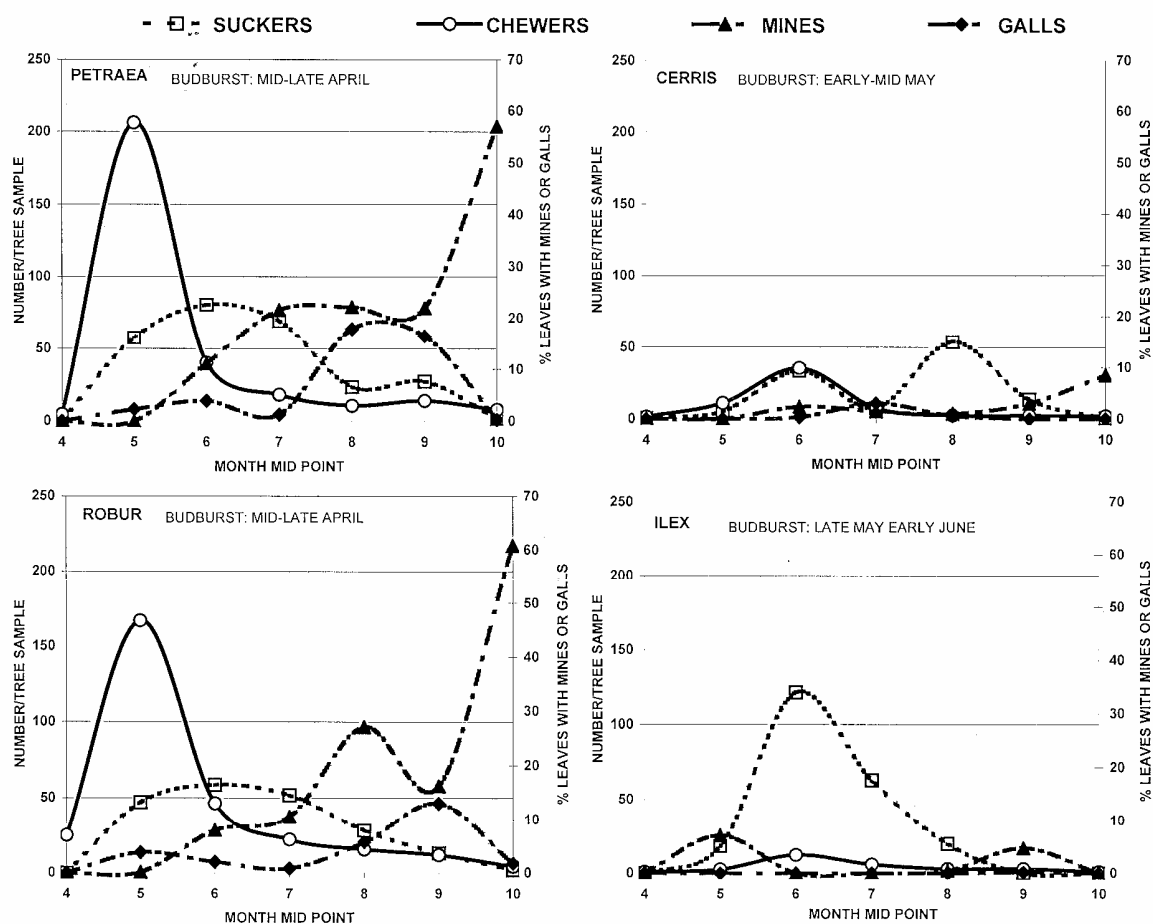 SUCKERS CHEWERS MINES GALLS
PETRAEA BUDBURST: MID-LATE APRIL
NUMBER/TREE SAMPLE
250
200
150
100
50
0
% LEAVES WITH MINES OR GALLS
70
60
50
40
30
20
10
0
4 5 6 7 8 9 10
MONTH MID POINT
CERRIS BUDBURST: EARLY-MID MAY
NUMBER/TREE SAMPLE
250
200
150
100
50
0
% LEAVES WITH MINES OR GALLS
70
60
50
40
30
20
10
0
4 5 6 7 8 9 10
MONTH MID POINT
ROBUR BUDBURST: MID-LATE APRIL
NUMBER/TREE SAMPLE
250
200
150
100
50
0
% LEAVES WITH MINES OR GALLS
70
60
50
40
30
20
10
0
4 5 6 7 8 9 10
MONTH MID POINT
ILEX BUDBURST: LATE MAY EARLY JUNE
NUMBER/TREE SAMPLE
250
200
150
100
50
0
% LEAVES WITH MINES OR GALLS
70
60
50
40
30
20
10
0
4 5 6 7 8 9 10
MONTH MID POINT